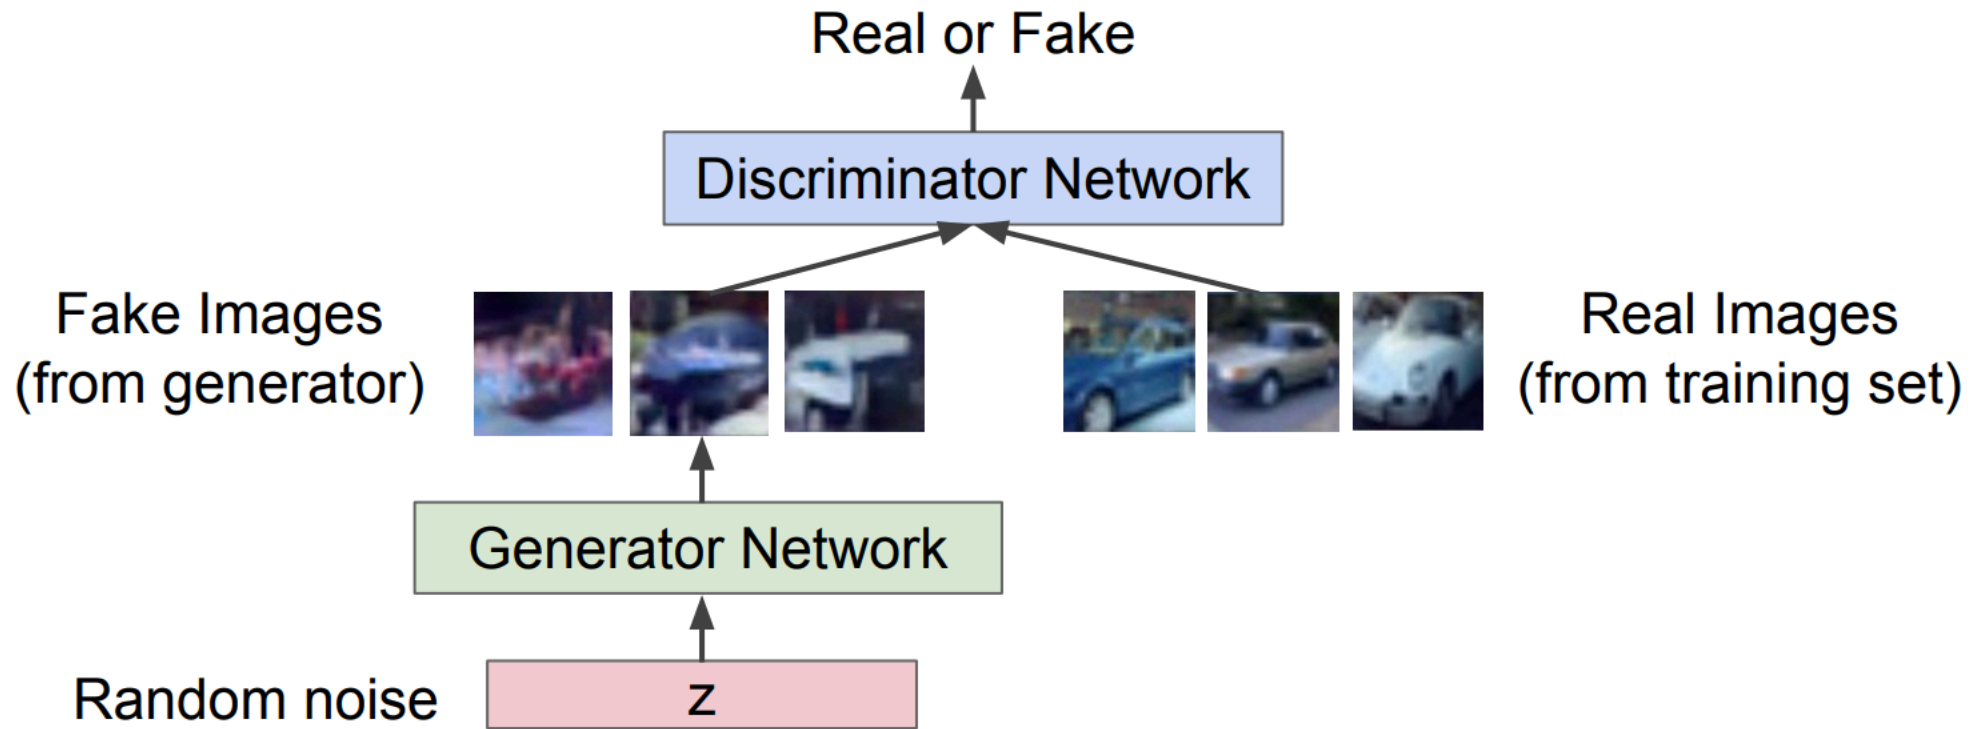 Real or Fake
Discriminator Network
Fake Images
(from generator)
Real Images
(from training set)
Generator Network
Random noise
z